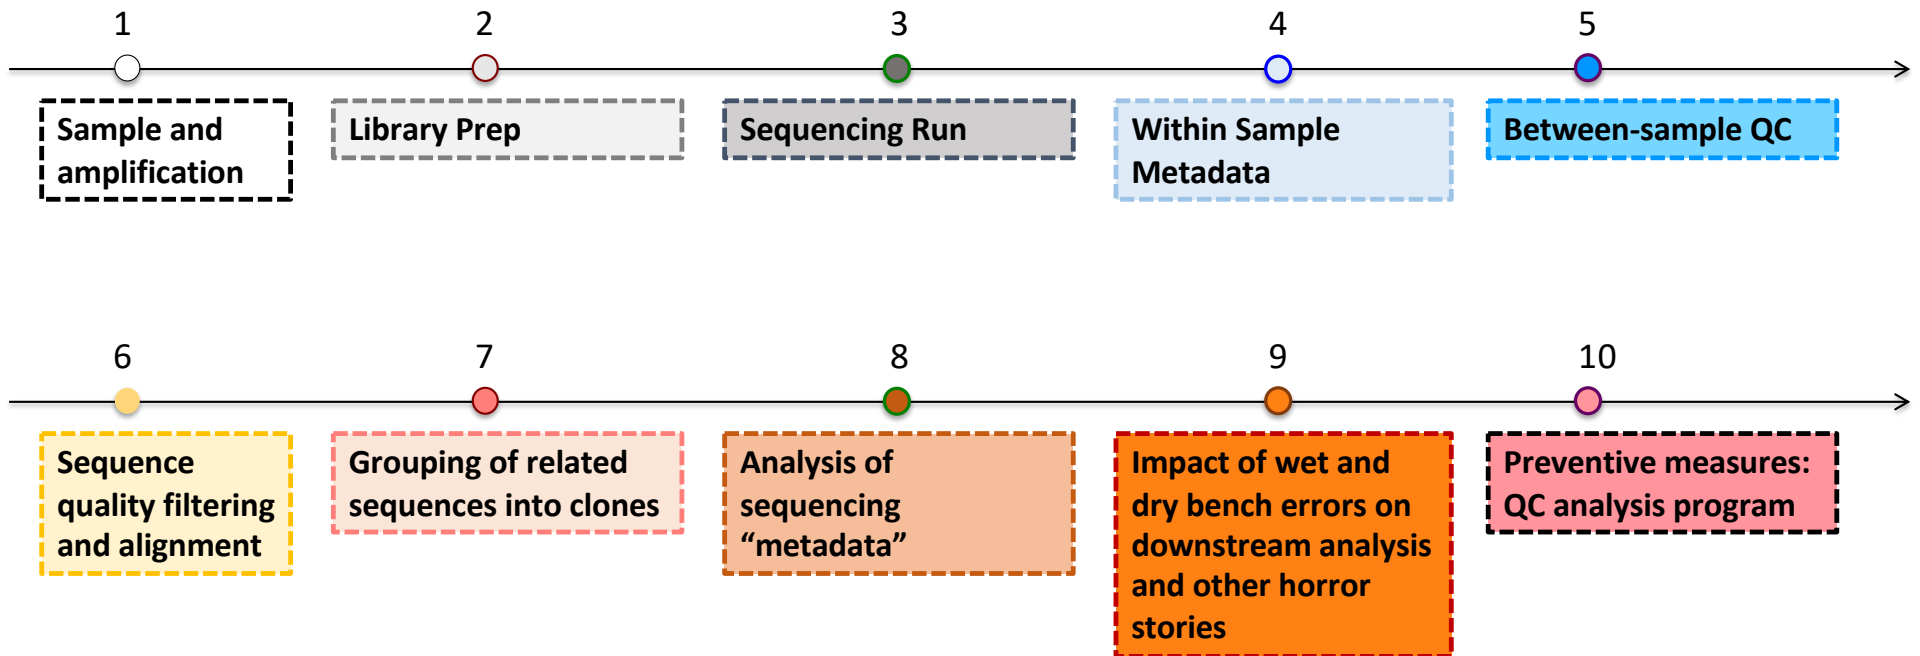 1
2
3
4
5
Sample and
amplification
Library Prep
Sequencing Run
Within Sample
Metadata
Between-sample QC
6
7
8
9
10
Sequence
quality filtering
and alignment
Grouping of related
sequences into clones
Analysis of
sequencing
“metadata”
Impact of wet and
dry bench errors on
downstream analysis
and other horror
stories
Preventive measures:
QC analysis program